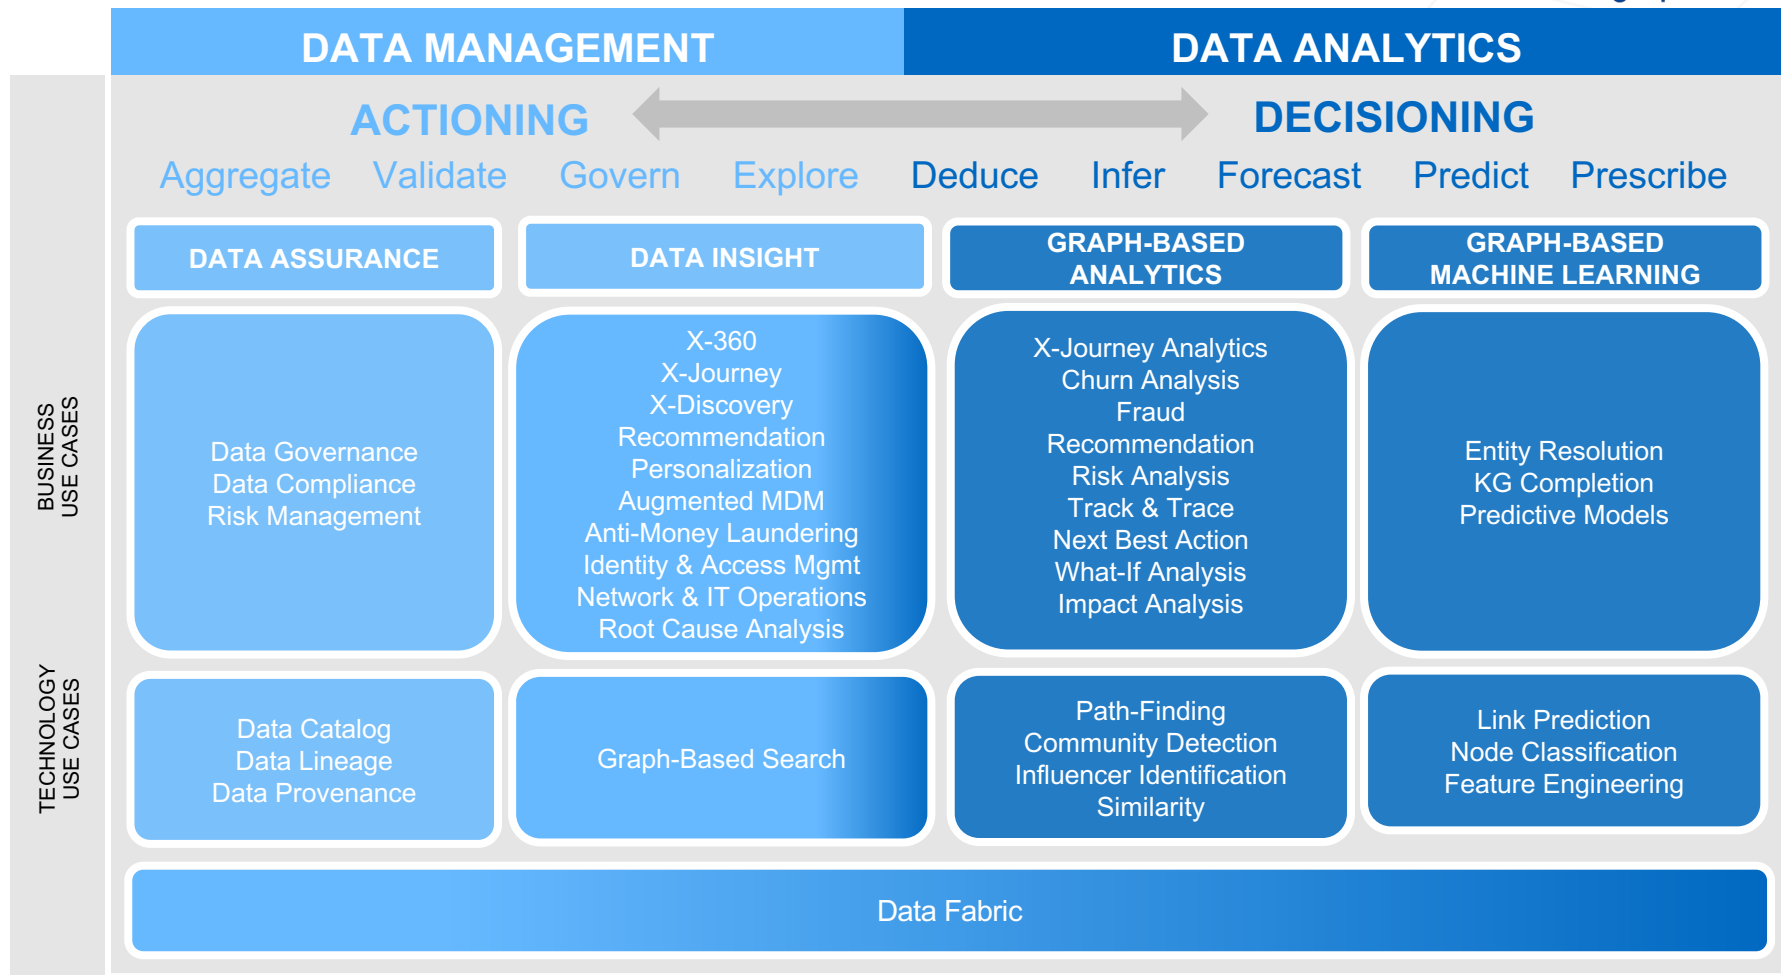 DATA MANAGEMENT
DATA ANALYTICS
ACTIONING
DECISIONING
Aggregate Validate Govern Explore Deduce Infer Forecast Predict Prescribe
DATA ASSURANCE
DATA INSIGHT
GRAPH-BASED
ANALYTICS
GRAPH-BASED
MACHINE LEARNING
BUSINESS
USE CASES
Data Governance
Data Compliance
Risk Management
X-360
X-Journey
X-Discovery
Recommendation
Personalization
Augmented MDM
Anti-Money Laundering
Identity & Access Mgmt
Network & IT Operations
Root Cause Analysis
X-Journey Analytics
Churn Analysis
Fraud
Recommendation
Risk Analysis
Track & Trace
Next Best Action
What-If Analysis
Impact Analysis
Entity Resolution
KG Completion
Predictive Models
TECHNOLOGY
USE CASES
Data Catalog
Data Lineage
Data Provenance
Graph-Based Search
Path-Finding
Community Detection
Influencer Identification
Similarity
Link Prediction
Node Classification
Feature Engineering
Data Fabric